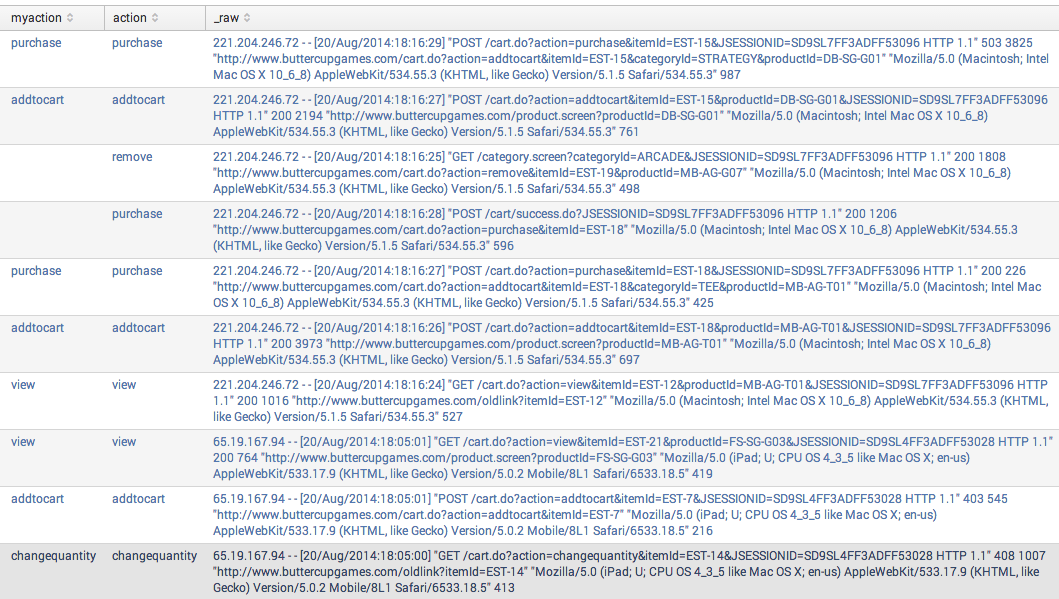 myaction action _raw
purchase purchase 221.204.246.72 - - [20/Aug/2014:18:16:29] "POST /cart.do?action=purchase&itemId=EST-15&JSESSIONID=SD9SL7FF3ADFF53096 HTTP 1.1" 503 3825
"http://www.buttercupgames.com/cart.do?action=addtocart&itemId=EST-15&categoryId=STRATEGY&productId=DB-SG-G01" "Mozilla/5.0 (Macintosh; Intel
Mac OS X 10_6_8) AppleWebKit/534.55.3 (KHTML, like Gecko) Version/5.1.5 Safari/534.55.3" 987
addtocart addtocart 221.204.246.72 - - [20/Aug/2014:18:16:27] "POST /cart.do?action=addtocart&itemId=EST-15&productId=DB-SG-G01&JSESSIONID=SD9SL7FF3ADFF53096
HTTP 1.1" 200 2194 "http://www.buttercupgames.com/product.screen?productId=DB-SG-G01" "Mozilla/5.0 (Macintosh; Intel Mac OS X 10_6_8)
AppleWebKit/534.55.3 (KHTML, like Gecko) Version/5.1.5 Safari/534.55.3" 761
remove 221.204.246.72 - - [20/Aug/2014:18:16:25] "GET /category.screen?categoryId=ARCADE&JSESSIONID=SD9SL7FF3ADFF53096 HTTP 1.1" 200 1808
"http://www.buttercupgames.com/cart.do?action=remove&itemId=EST-19&productId=MB-AG-G07" "Mozilla/5.0 (Macintosh; Intel Mac OS X 10_6_8)
AppleWebKit/534.55.3 (KHTML, like Gecko) Version/5.1.5 Safari/534.55.3" 498
purchase 221.204.246.72 - - [20/Aug/2014:18:16:28] "POST /cart/success.do?JSESSIONID=SD9SL7FF3ADFF53096 HTTP 1.1" 200 1206
"http://www.buttercupgames.com/cart.do?action=purchase&itemId=EST-18" "Mozilla/5.0 (Macintosh; Intel Mac OS X 10_6_8) AppleWebKit/534.55.3
(KHTML, like Gecko) Version/5.1.5 Safari/534.55.3" 596
purchase purchase 221.204.246.72 - - [20/Aug/2014:18:16:27] "POST /cart.do?action=purchase&itemId=EST-18&JSESSIONID=SD9SL7FF3ADFF53096 HTTP 1.1" 200 226
"http://www.buttercupgames.com/cart.do?action=addtocart&itemId=EST-18&categoryId=TEE&productId=MB-AG-T01" "Mozilla/5.0 (Macintosh; Intel Mac
OS X 10_6_8) AppleWebKit/534.55.3 (KHTML, like Gecko) Version/5.1.5 Safari/534.55.3" 425
addtocart addtocart 221.204.246.72 - - [20/Aug/2014:18:16:26] "POST /cart.do?action=addtocart&itemId=EST-18&productId=MB-AG-T01&JSESSIONID=SD9SL7FF3ADFF53096
HTTP 1.1" 200 3973 "http://www.buttercupgames.com/product.screen?productId=MB-AG-T01" "Mozilla/5.0 (Macintosh; Intel Mac OS X 10_6_8)
AppleWebKit/534.55.3 (KHTML, like Gecko) Version/5.1.5 Safari/534.55.3" 697
view view 221.204.246.72 - - [20/Aug/2014:18:16:24] "GET /cart.do?action=view&itemId=EST-12&productId=MB-AG-T01&JSESSIONID=SD9SL7FF3ADFF53096 HTTP
1.1" 200 1016 "http://www.buttercupgames.com/oldlink?itemId=EST-12" "Mozilla/5.0 (Macintosh; Intel Mac OS X 10_6_8) AppleWebKit/534.55.3 (KHTML,
like Gecko) Version/5.1.5 Safari/534.55.3" 527
view view 65.19.167.94 - - [20/Aug/2014:18:05:01] "GET /cart.do?action=view&itemId=EST-21&productId=FS-SG-G03&JSESSIONID=SD9SL4FF4ADFF53028 HTTP 1.1"
200 764 "http://www.buttercupgames.com/product.screen?productId=FS-SG-G03" "Mozilla/5.0 (iPad; U; CPU OS 4_3_5 like Mac OS X; en-us)
AppleWebKit/533.17.9 (KHTML, like Gecko) Version/5.0.2 Mobile/8L1 Safari/6533.18.5" 419
addtocart addtocart 65.19.167.94 - - [20/Aug/2014:18:05:01] "POST /cart.do?action=addtocart&itemId=EST-7&JSESSIONID=SD9SL4FF4ADFF53028 HTTP 1.1" 403 545
"http://www.buttercupgames.com/cart.do?action=addtocart&itemId=EST-7" "Mozilla/5.0 (iPad; U; CPU OS 4_3_5 like Mac OS X; en-us)
AppleWebKit/533.17.9 (KHTML, like Gecko) Version/5.0.2 Mobile/8L1 Safari/6533.18.5" 216
changequantity changequantity 65.19.167.94 - - [20/Aug/2014:18:05:00] "GET /cart.do?action=changequantity&itemId=EST-14&JSESSIONID=SD9SL4FF4ADFF53028 HTTP 1.1" 408 1007
"http://www.buttercupgames.com/oldlink?itemId=EST-14" "Mozilla/5.0 (iPad; U; CPU OS 4_3_5 like Mac OS X; en-us) AppleWebKit/533.17.9 (KHTML, like
Gecko) Version/5.0.2 Mobile/8L1 Safari/6533.18.5" 413